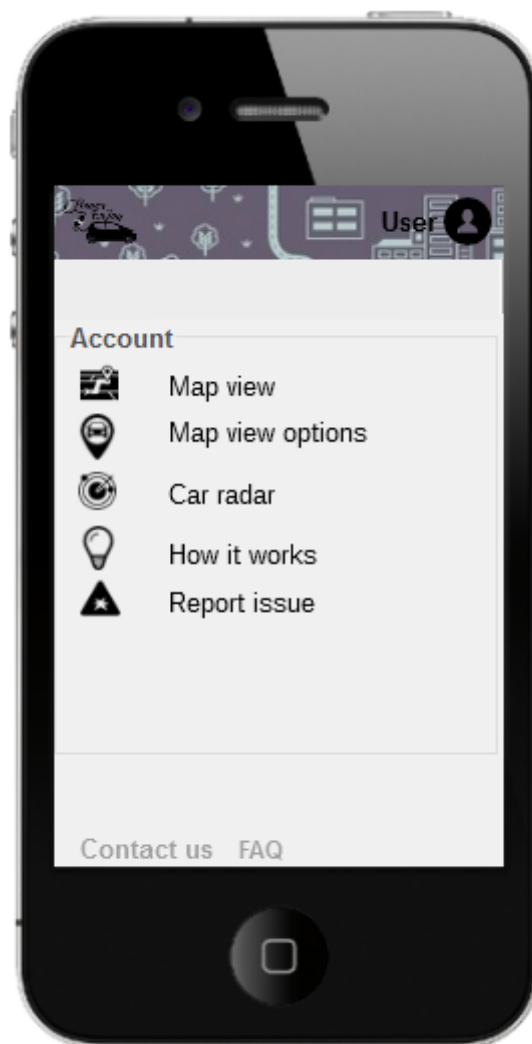 User
Account
Map view
Map view options
Car radar
How it works
Report issue
Contact us FAQ